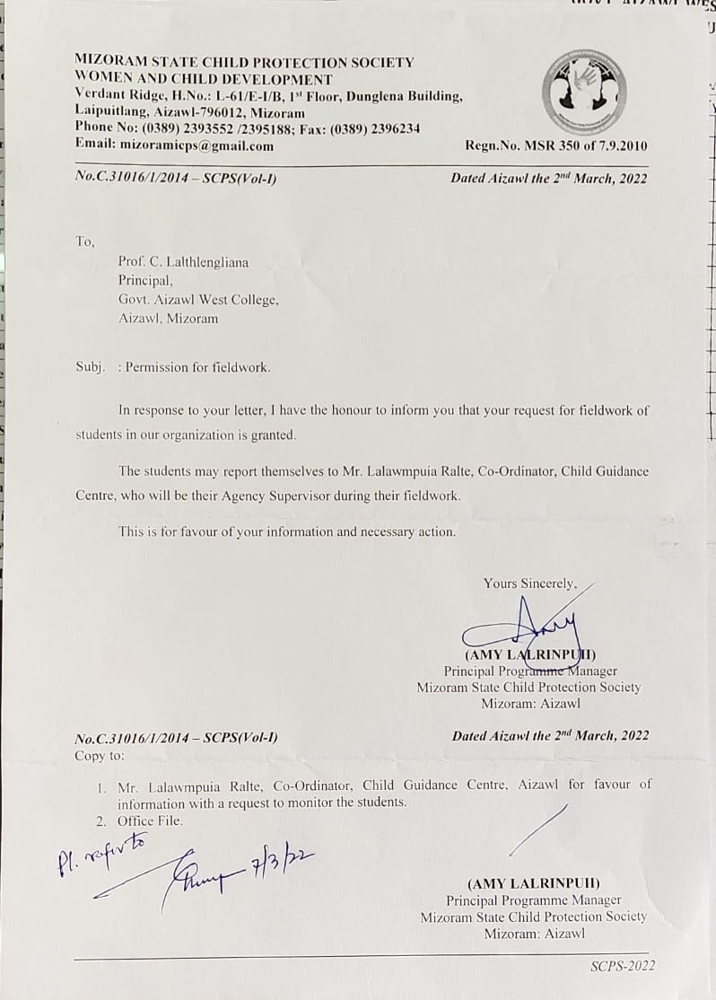 MIZORAM STATE CHILD PROTECTION SOCIETY
WOMEN AND CHILD DEVELOPMENT
Verdant Ridge, H.No.: L-61/E-I/B, 1st Floor, Dunglena Building,
Laipuitlang, Aizawl-796012, Mizoram
Phone No: (0389) 2393552 /2395188; Fax: (0389) 2396234
Email: mizoramicps@gmail.com
Regn.No. MSR 350 of 7.9.2010
No.C.31016/1/2014 – SCPS(Vol-I)
Dated Aizawl the 2nd March, 2022
To,
Prof. C. Lalthlengliana
Principal,
Govt. Aizawl West College,
Aizawl, Mizoram
Subj. : Permission for fieldwork.
In response to your letter, I have the honour to inform you that your request for fieldwork of
students in our organization is granted.
The students may report themselves to Mr. Lalawmpuia Ralte, Co-Ordinator, Child Guidance
Centre, who will be their Agency Supervisor during their fieldwork.
This is for favour of your information and necessary action.
Yours Sincerely,
Amy
(AMY LALRINPUII)
Principal Programme Manager
Mizoram State Child Protection Society
Mizoram: Aizawl
No.C.31016/1/2014 – SCPS(Vol-I)
Dated Aizawl the 2nd March, 2022
Copy to:
1. Mr. Lalawmpuia Ralte, Co-Ordinator, Child Guidance Centre, Aizawl for favour of
information with a request to monitor the students.
2. Office File.
Pl. refer to
7/3/22
(AMY LALRINPUII)
Principal Programme Manager
Mizoram State Child Protection Society
Mizoram: Aizawl
SCPS-2022